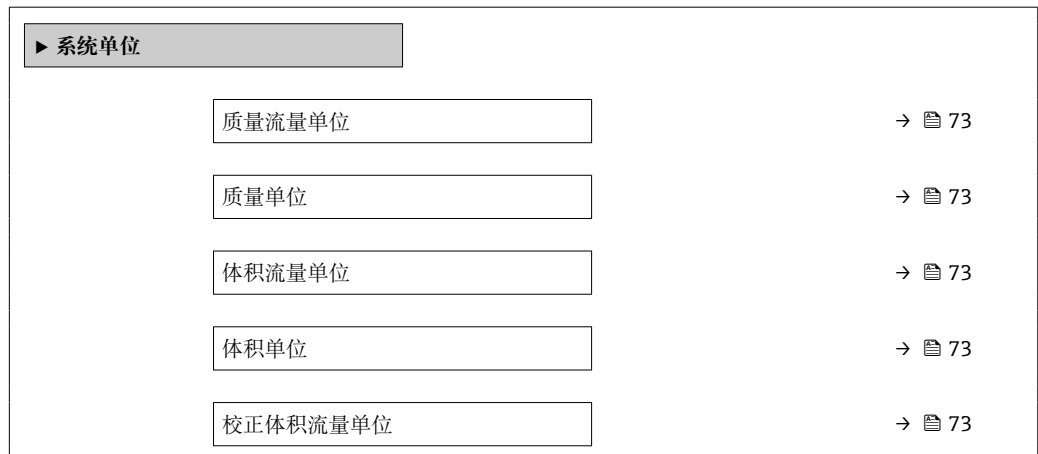 ▶ 系统单位
质量流量单位 → 73
质量单位 → 73
体积流量单位 → 73
体积单位 → 73
校正体积流量单位 → 73